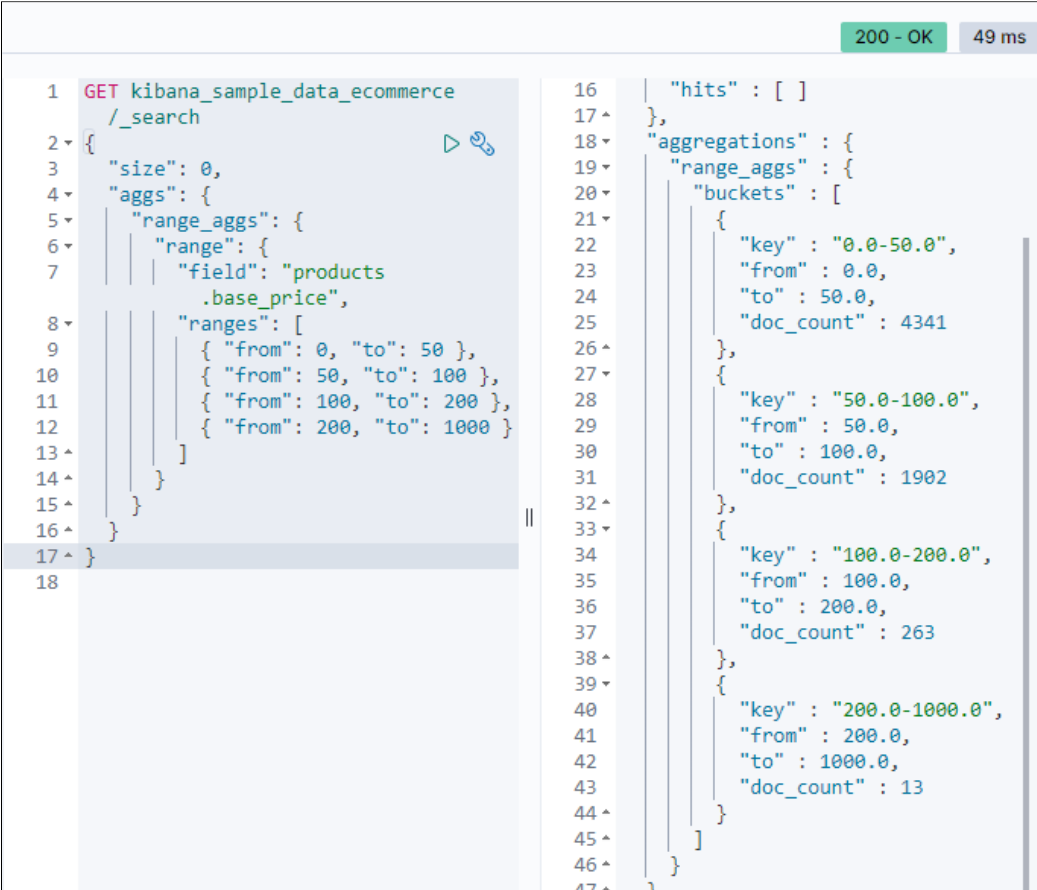 200 - OK 49 ms
1 GET kibana_sample_data_ecommerce
/_search
2 {
3 "size": 0,
4 "aggs": {
5 "range_aggs": {
6 "range": {
7 "field": "products
.base_price",
8 "ranges": [
9 { "from": 0, "to": 50 },
10 { "from": 50, "to": 100 },
11 { "from": 100, "to": 200 },
12 { "from": 200, "to": 1000 }
13 ]
14 }
15 }
16 }
17 }
18
16 "hits" : [ ]
17 },
18 "aggregations" : {
19 "range_aggs" : {
20 "buckets" : [
21 {
22 "key" : "0.0-50.0",
23 "from" : 0.0,
24 "to" : 50.0,
25 "doc_count" : 4341
26 },
27 {
28 "key" : "50.0-100.0",
29 "from" : 50.0,
30 "to" : 100.0,
31 "doc_count" : 1902
32 },
33 {
34 "key" : "100.0-200.0",
35 "from" : 100.0,
36 "to" : 200.0,
37 "doc_count" : 263
38 },
39 {
40 "key" : "200.0-1000.0",
41 "from" : 200.0,
42 "to" : 1000.0,
43 "doc_count" : 13
44 }
45 ]
46 }
47 }